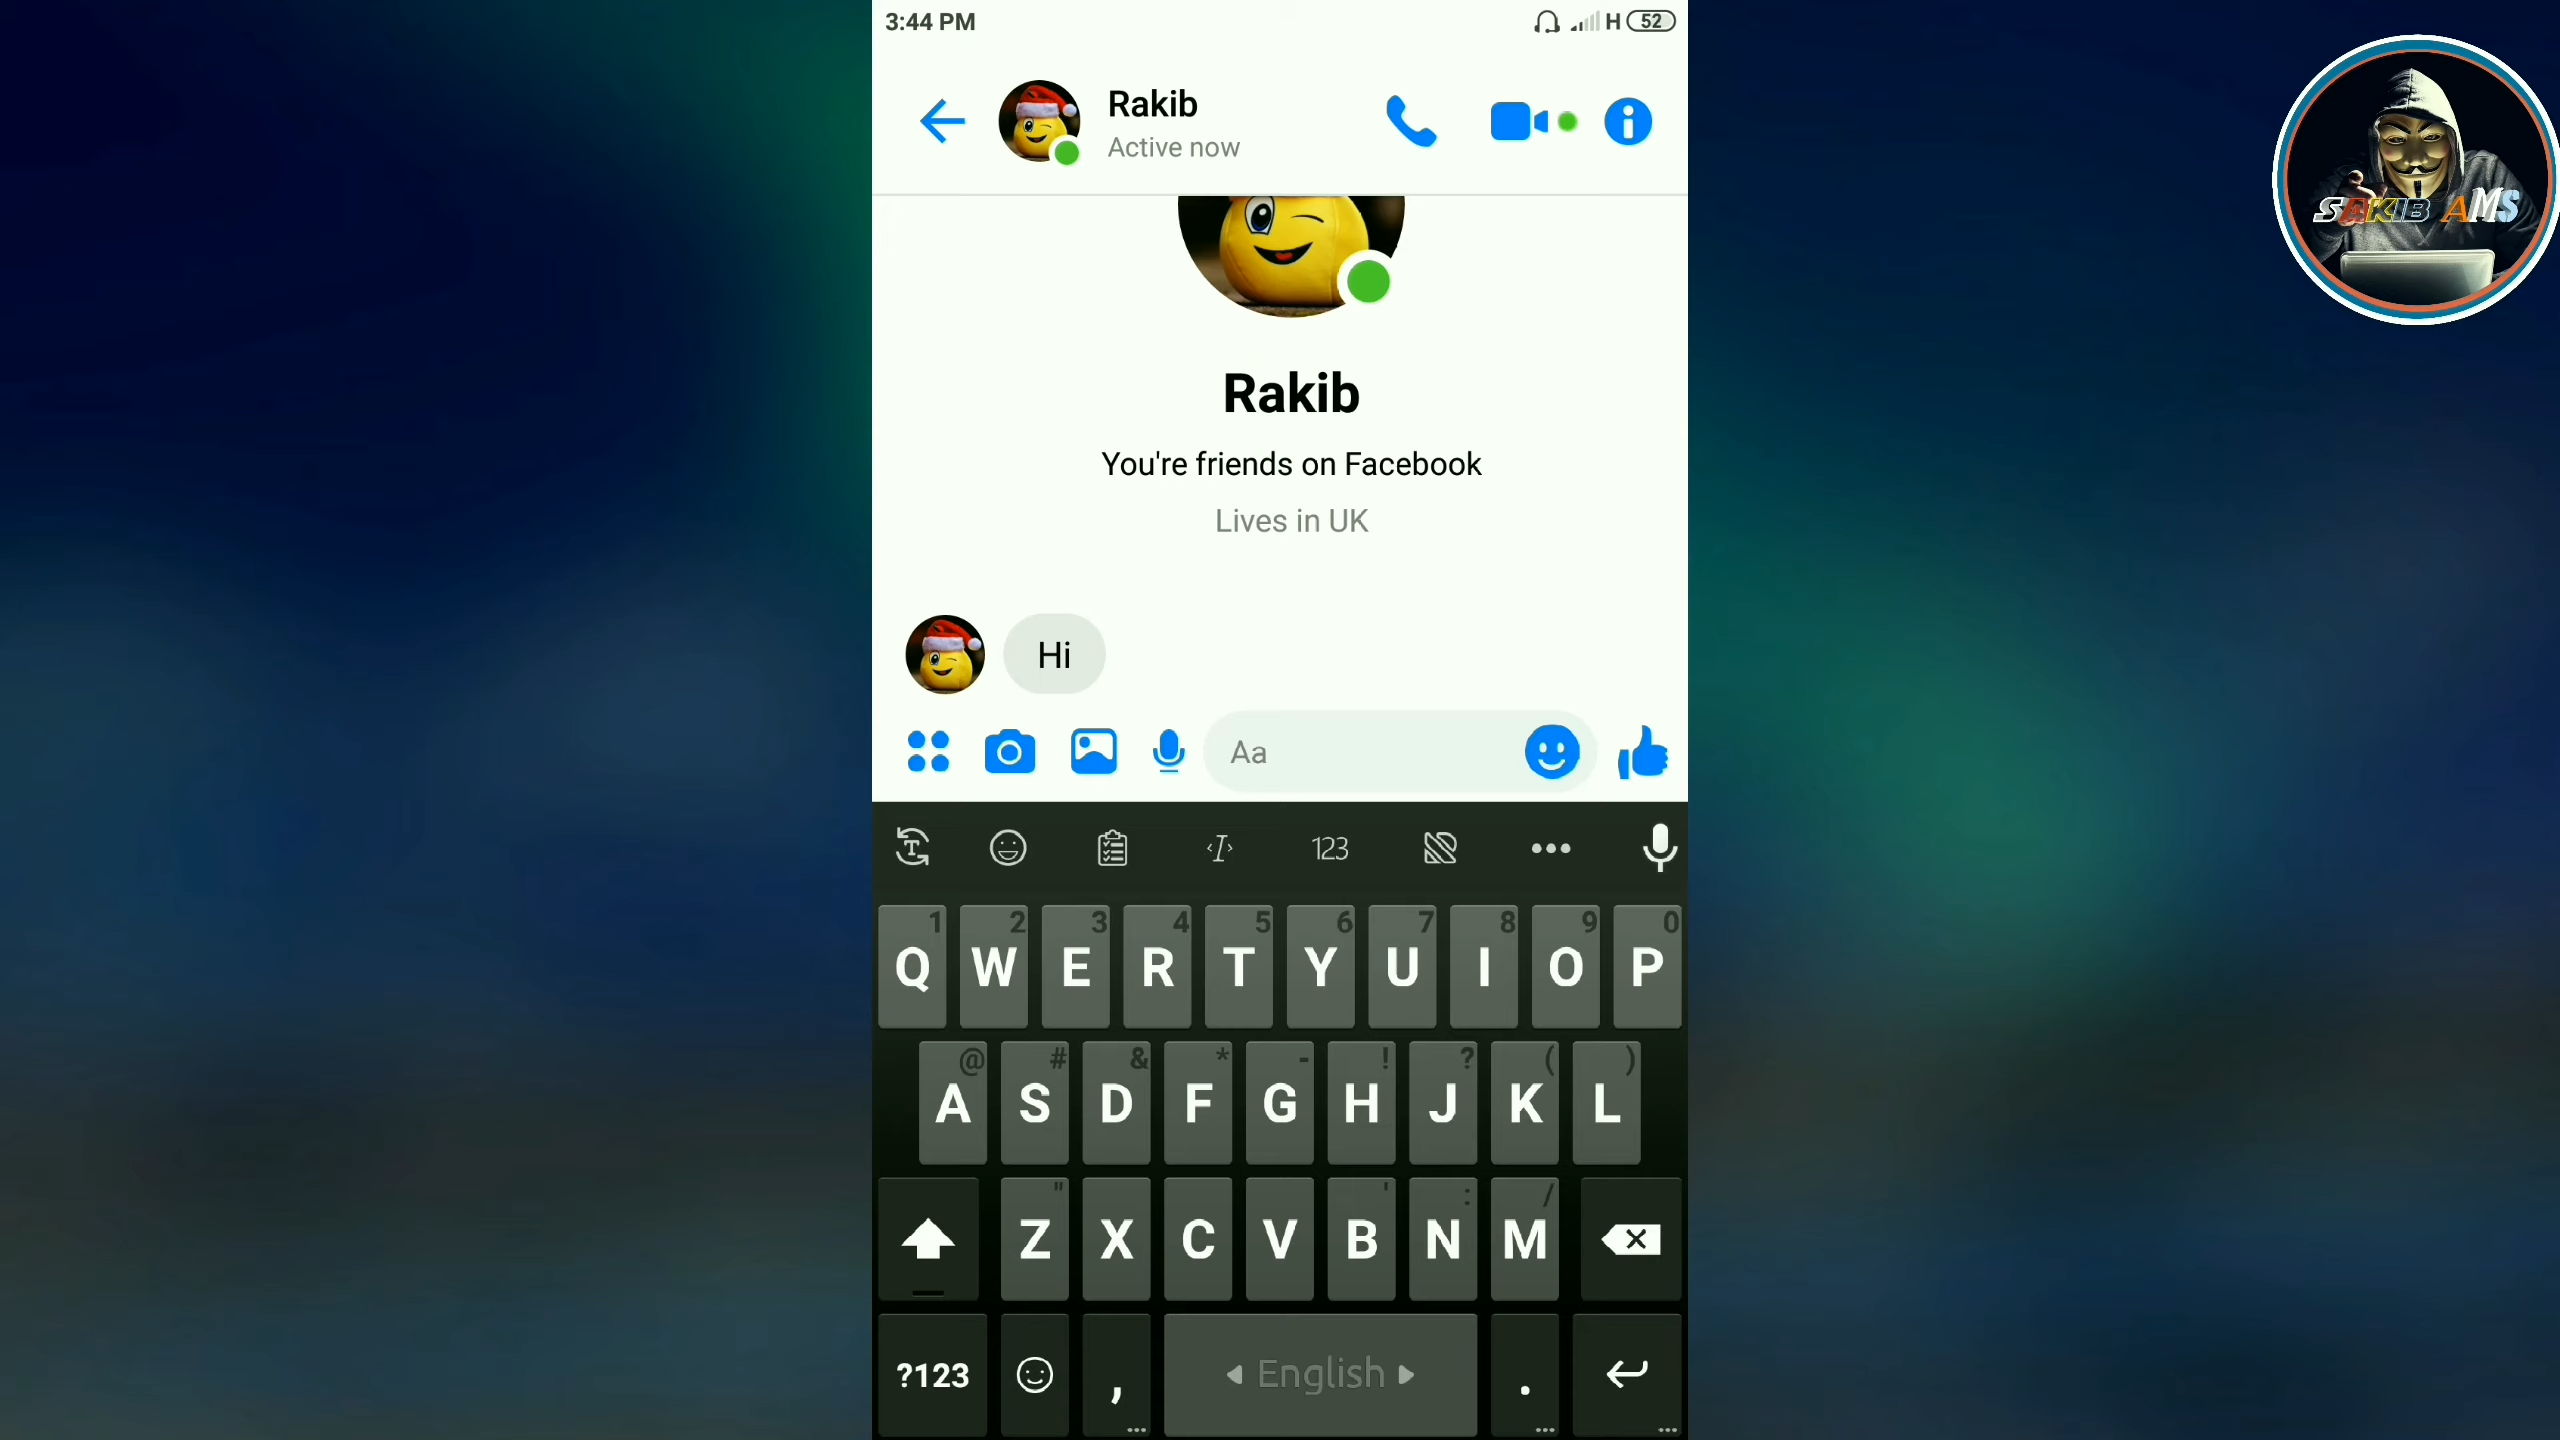 3:44 PM
H 52
Rakib
Active now
SAKIB AMS
Rakib
You're friends on Facebook
Lives in UK
Hi
Aa
123
1 2 3 4 5 6 7 8 9 0
Q W E R T Y U I O P
@ # & * - ! ? ( )
A S D F G H J K L
" ' : /
Z X C V B N M
?123 , English .